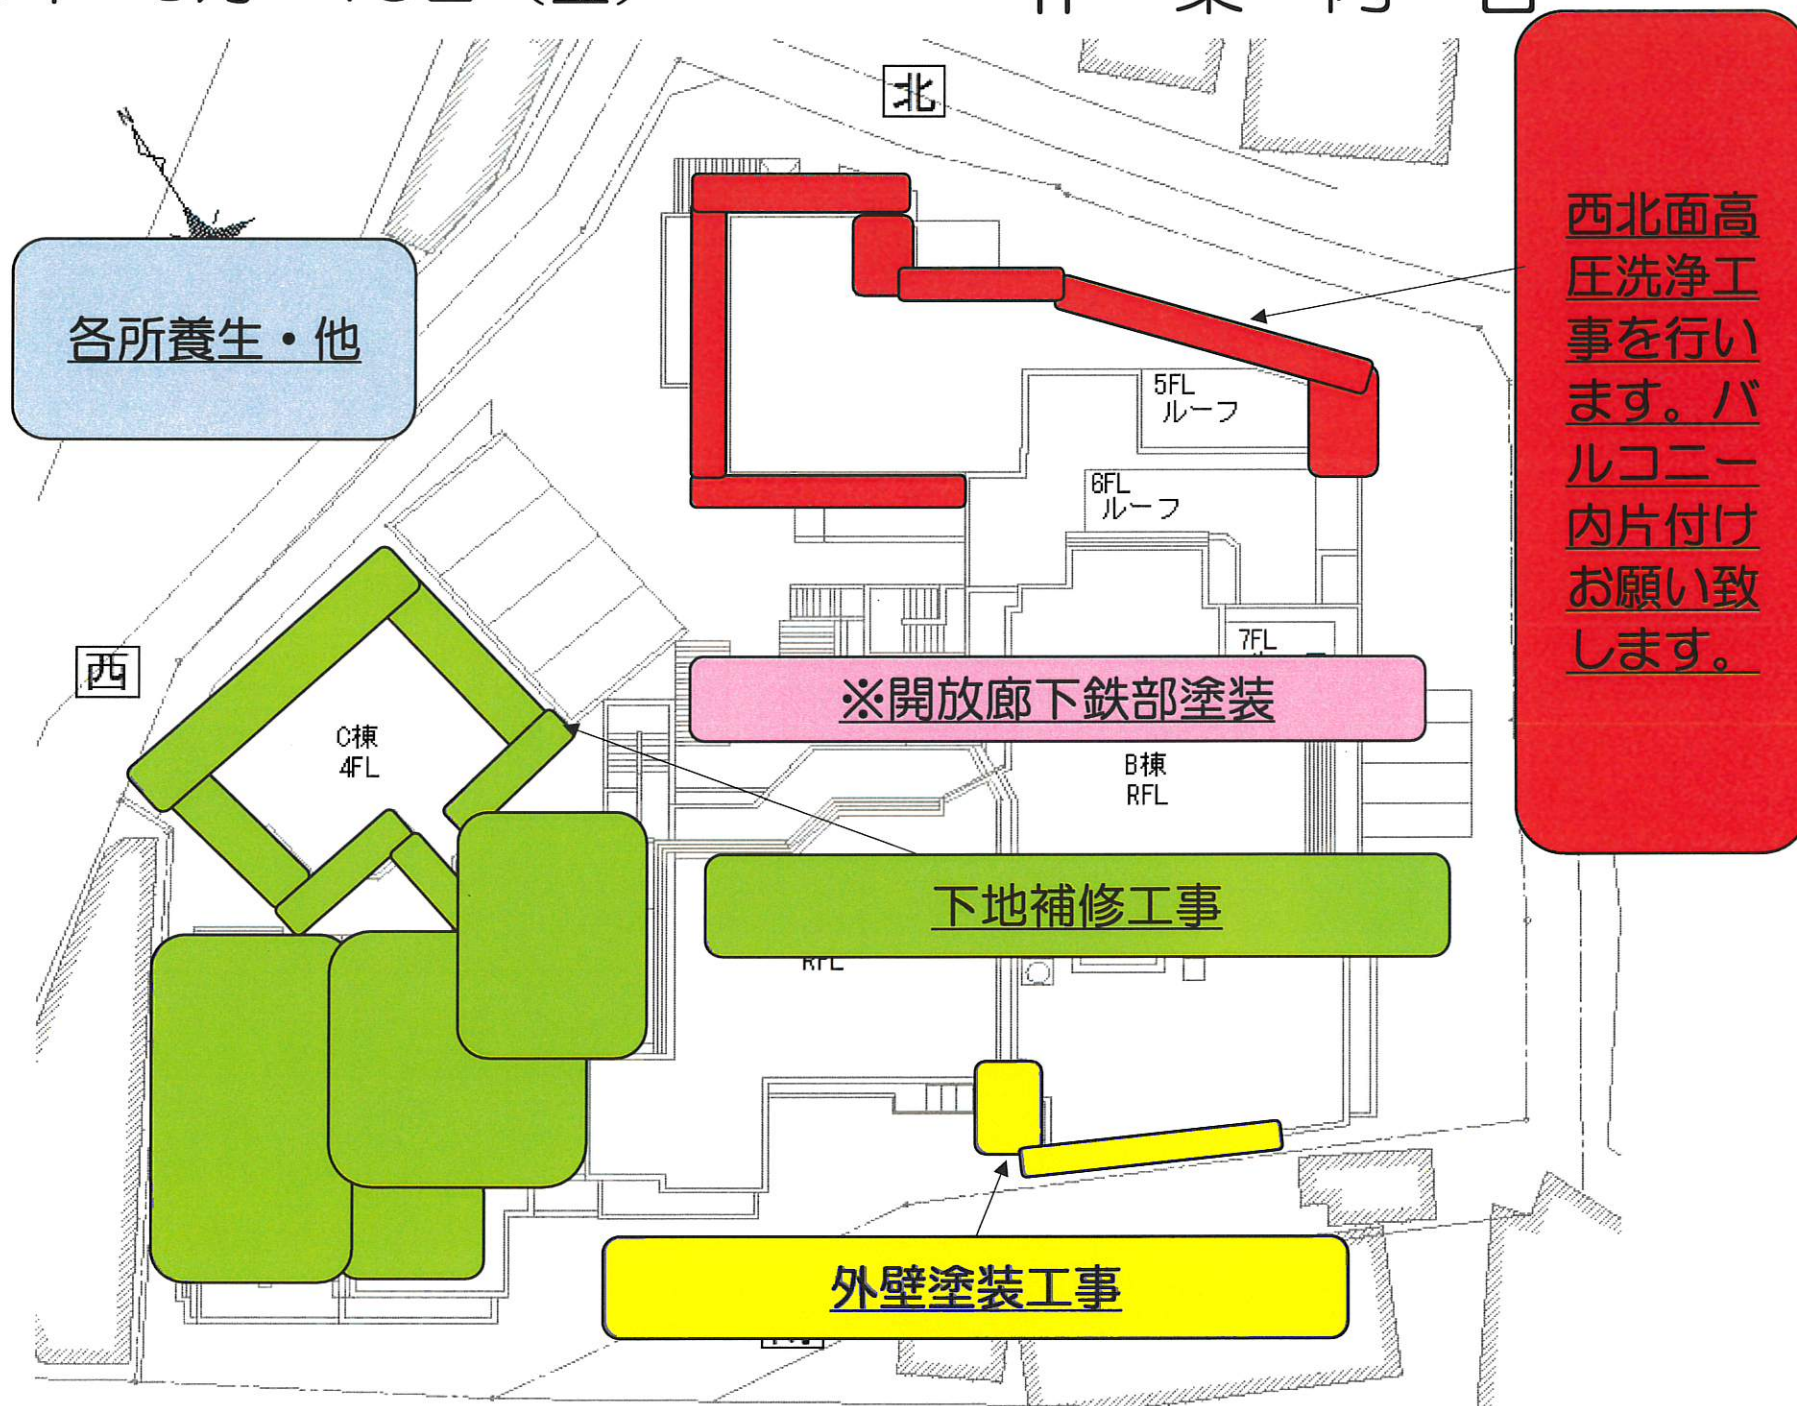 北
各所養生・他
西北面高
圧洗浄工
事を行い
ます。バ
ルコニー
内片付け
お願い致
します。
5FL
ルーフ
6FL
ルーフ
7FL
西
※開放廊下鉄部塗装
C棟
4FL
B棟
RFL
下地補修工事
RFL
外壁塗装工事